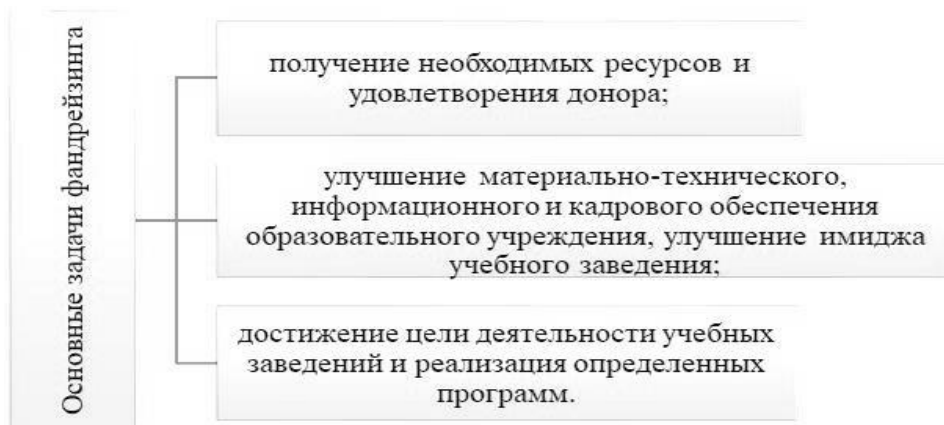 Основные задачи фандрейзинга
получение необходимых ресурсов и
удовлетворения донора;
улучшение материально-технического,
информационного и кадрового обеспечения
образовательного учреждения, улучшение имиджа
учебного заведения;
достижение цели деятельности учебных
заведений и реализация определенных
программ.